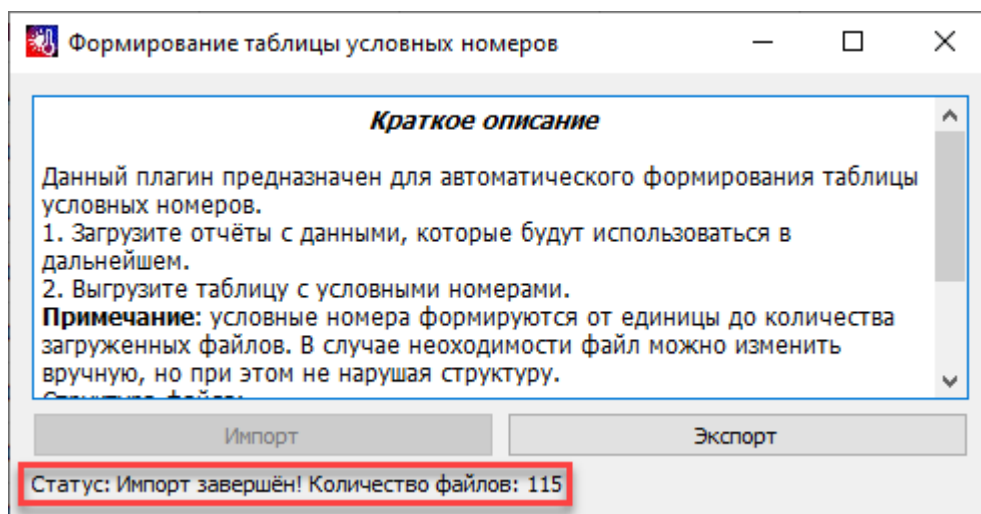 Формирование таблицы условных номеров
Краткое описание
Данный плагин предназначен для автоматического формирования таблицы
условных номеров.
1. Загрузите отчёты с данными, которые будут использоваться в
дальнейшем.
2. Выгрузите таблицу с условными номерами.
Примечание: условные номера формируются от единицы до количества
загруженных файлов. В случае неоходимости файл можно изменить
вручную, но при этом не нарушая структуру.
Структура файла:
Импорт
Экспорт
Статус: Импорт завершён! Количество файлов: 115